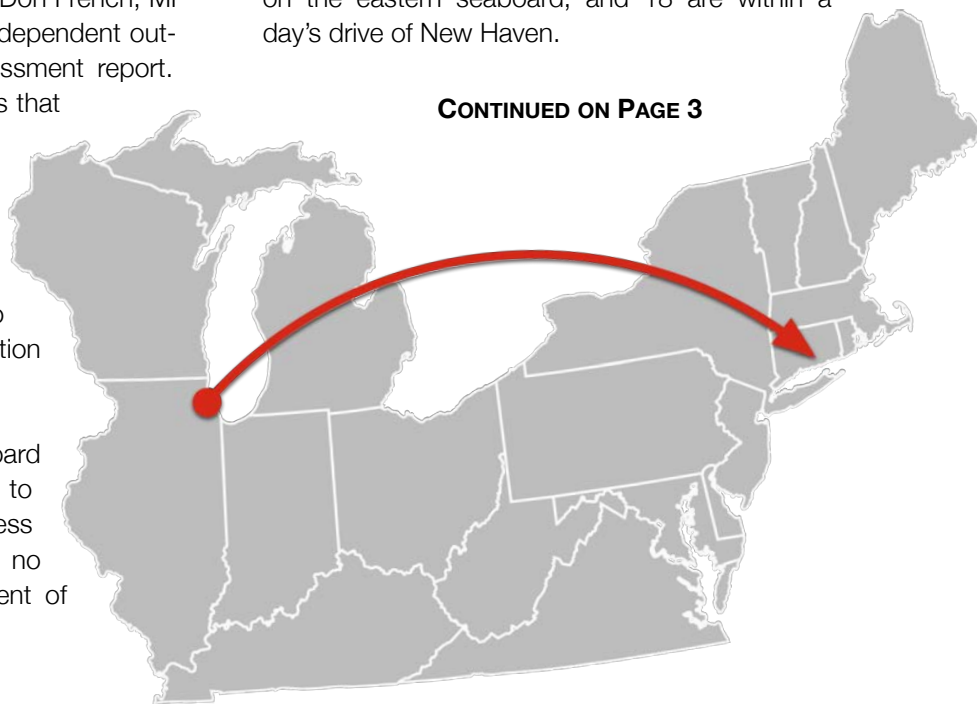 Don French, MI
dependent out-
ssment report.
s that
o
tion
oard
to
ess
no
ent of
on the eastern seaboard, and 18 are within a
day's drive of New Haven.
CONTINUED ON PAGE 3